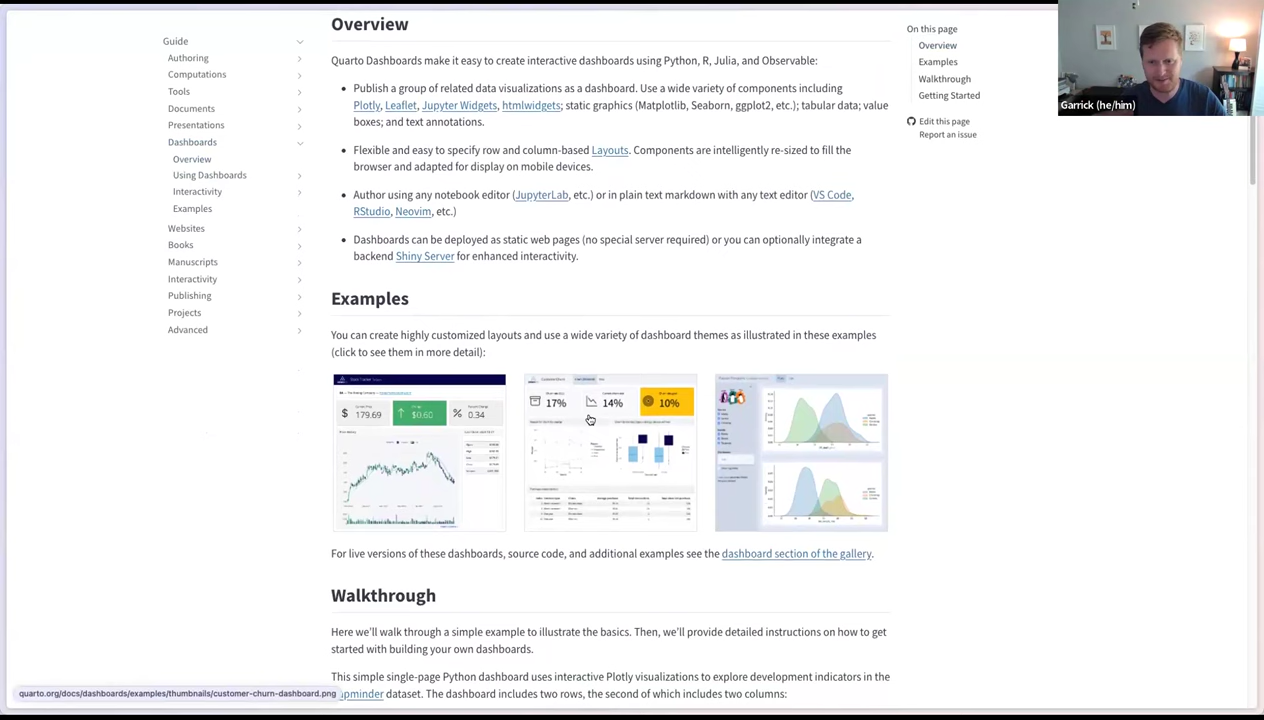 Guide
Authoring
Computations
Tools
Documents
Presentations
Dashboards
Overview
Using Dashboards
Interactivity
Examples
Websites
Books
Manuscripts
Interactivity
Publishing
Projects
Advanced
Overview
Quarto Dashboards make it easy to create interactive dashboards using Python, R, Julia, and Observable:
Publish a group of related data visualizations as a dashboard. Use a wide variety of components including
Plotly, Leaflet, Jupyter Widgets, htmlwidgets; static graphics (Matplotlib, Seaborn, ggplot2, etc.); tabular data; value
boxes; and text annotations.
Flexible and easy to specify row and column-based Layouts. Components are intelligently re-sized to fill the
browser and adapted for display on mobile devices.
Author using any notebook editor (JupyterLab, etc.) or in plain text markdown with any text editor (VS Code,
RStudio, Neovim, etc.)
Dashboards can be deployed as static web pages (no special server required) or you can optionally integrate a
backend Shiny Server for enhanced interactivity.
Examples
You can create highly customized layouts and use a wide variety of dashboard themes as illustrated in these examples
(click to see them in more detail):
$ 179.69
$0.60
% 0.34
17%
14%
10%
For live versions of these dashboards, source code, and additional examples see the dashboard section of the gallery.
Walkthrough
Here we'll walk through a simple example to illustrate the basics. Then, we'll provide detailed instructions on how to get
started with building your own dashboards.
This simple single-page Python dashboard uses interactive Plotly visualizations to explore development indicators in the
dataset. The dashboard includes two rows, the second of which includes two columns:
quarto.org/docs/dashboards/examples/thumbnails/customer-churn-dashboard.png
On this page
Overview
Examples
Walkthrough
Getting Started
Edit this page
Report an issue
Garrick (he/him)